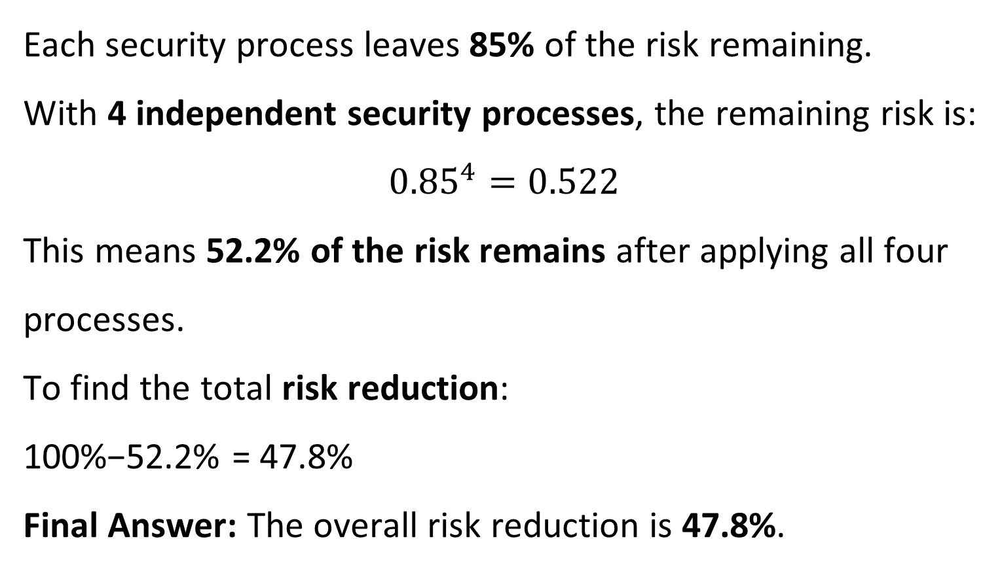 Each security process leaves 85% of the risk remaining.
With 4 independent security processes, the remaining risk is:
0.85⁴ = 0.522
This means 52.2% of the risk remains after applying all four
processes.
To find the total risk reduction:
100%−52.2% = 47.8%
Final Answer: The overall risk reduction is 47.8%.